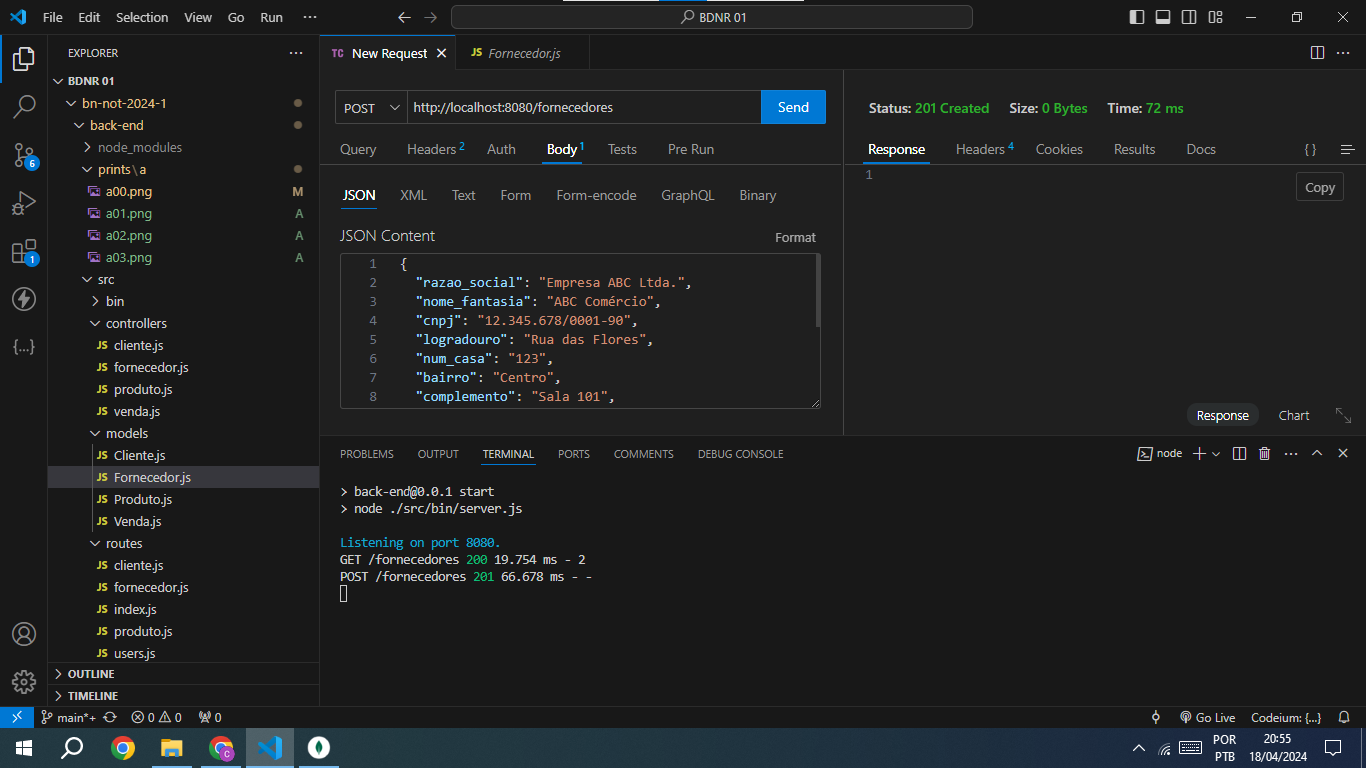 File Edit Selection View Go Run ··· BDNR 01
EXPLORER ···
BDNR 01
bn-not-2024-1
back-end
node_modules
prints\a
a00.png M
a01.png A
a02.png A
a03.png A
src
bin
controllers
JS cliente.js
JS fornecedor.js
JS produto.js
JS venda.js
models
JS Cliente.js
JS Fornecedor.js
JS Produto.js
JS Venda.js
routes
JS cliente.js
JS fornecedor.js
JS index.js
JS produto.js
JS users.js
OUTLINE
TIMELINE
6
1
{...}
TC New Request
JS Fornecedor.js
POST http://localhost:8080/fornecedores Send
Query Headers 2 Auth Body 1 Tests Pre Run
JSON XML Text Form Form-encode GraphQL Binary
JSON Content Format
1 {
2 "razao_social": "Empresa ABC Ltda.",
3 "nome_fantasia": "ABC Comércio",
4 "cnpj": "12.345.678/0001-90",
5 "logradouro": "Rua das Flores",
6 "num_casa": "123",
7 "bairro": "Centro",
8 "complemento": "Sala 101",
Status: 201 Created Size: 0 Bytes Time: 72 ms
Response Headers 4 Cookies Results Docs { }
1
Copy
Response Chart
PROBLEMS OUTPUT TERMINAL PORTS COMMENTS DEBUG CONSOLE node
> back-end@0.0.1 start
> node ./src/bin/server.js
Listening on port 8080.
GET /fornecedores 200 19.754 ms - 2
POST /fornecedores 201 66.678 ms - -
main*+ 0 0 0 Go Live Codeium: {...}
C
POR
PTB
20:55
18/04/2024